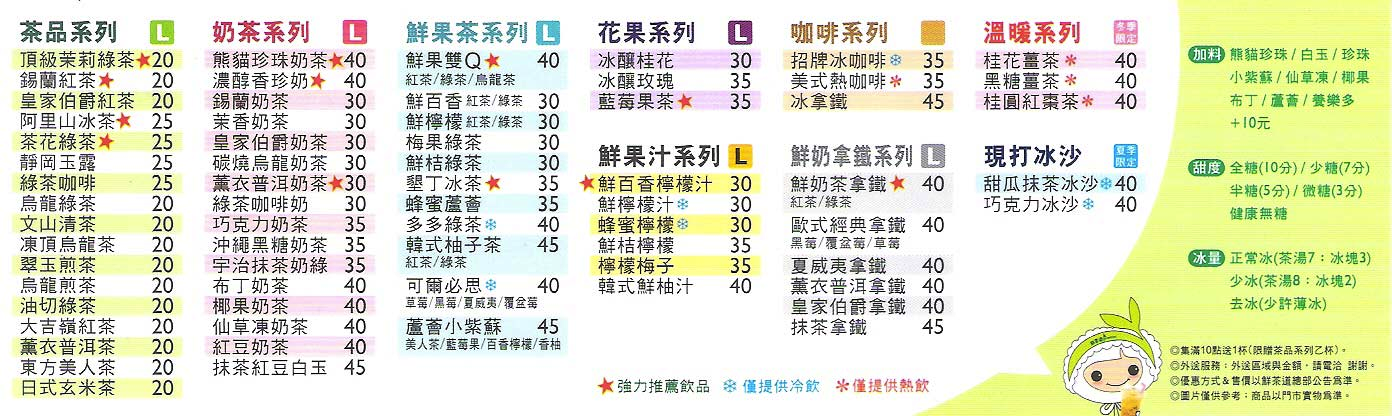 茶品系列 L
頂級茉莉綠茶★20
錫蘭紅茶★ 20
皇家伯爵紅茶 20
阿里山冰茶★ 25
茶花綠茶★ 25
靜岡玉露 25
綠茶咖啡 25
烏龍綠茶 20
文山清茶 20
凍頂烏龍茶 20
翠玉煎茶 20
烏龍煎茶 20
油切綠茶 20
大吉嶺紅茶 20
薰衣普洱茶 20
東方美人茶 20
日式玄米茶 20
奶茶系列 L
熊貓珍珠奶茶★40
濃醇香珍奶★ 40
錫蘭奶茶 30
茉香奶茶 30
皇家伯爵奶茶 30
碳燒烏龍奶茶 30
薰衣普洱奶茶★30
綠茶咖啡奶 30
巧克力奶茶 35
沖繩黑糖奶茶 35
宇治抹茶奶綠 35
布丁奶茶 40
椰果奶茶 40
仙草凍奶茶 40
紅豆奶茶 40
抹茶紅豆白玉 45
鮮果茶系列 L
鮮果雙Q★ 40
紅茶/綠茶/烏龍茶
鮮百香 紅茶/綠茶 30
鮮檸檬 紅茶/綠茶 30
梅果綠茶 30
鮮桔綠茶 30
墾丁冰茶★ 35
蜂蜜蘆薈 35
多多綠茶❄ 40
韓式柚子茶 45
紅茶/綠茶
可爾必思❄ 40
草莓/黑莓/夏威夷/覆盆莓
蘆薈小紫蘇 45
美人茶/藍莓果/百香檸檬/香柚
花果系列 L
冰釀桂花 30
冰釀玫瑰 35
藍莓果茶★ 35
鮮果汁系列 L
★鮮百香檸檬汁 30
鮮檸檬汁❄ 30
蜂蜜檸檬❄ 30
鮮桔檸檬 35
檸檬梅子 35
韓式鮮柚汁 40
咖啡系列
招牌冰咖啡❄ 35
美式熱咖啡* 35
冰拿鐵 45
鮮奶拿鐵系列 L
鮮奶茶拿鐵★ 40
紅茶/綠茶
歐式經典拿鐵 40
黑莓/覆盆莓/草莓
夏威夷拿鐵 40
薰衣普洱拿鐵 40
皇家伯爵拿鐵 40
抹茶拿鐵 45
溫暖系列 冬季限定
桂花薑茶* 40
黑糖薑茶* 40
桂圓紅棗茶* 40
現打冰沙 夏季限定
甜瓜抹茶冰沙❄40
巧克力冰沙❄ 40
★強力推薦飲品 ❄僅提供冷飲 *僅提供熱飲
加料 熊貓珍珠/白玉/珍珠
小紫蘇/仙草凍/椰果
布丁/蘆薈/養樂多
+10元
甜度 全糖(10分)/少糖(7分)
半糖(5分)/微糖(3分)
健康無糖
冰量 正常冰(茶湯7：冰塊3)
少冰(茶湯8：冰塊2)
去冰(少許薄冰)
◎集滿10點送1杯(限贈茶品系列乙杯)。
◎外送服務：外送區域與金額，請電洽 謝謝。
◎優惠方式&售價以鮮茶道總部公告為準。
◎圖片僅供參考；商品以門市實物為準。